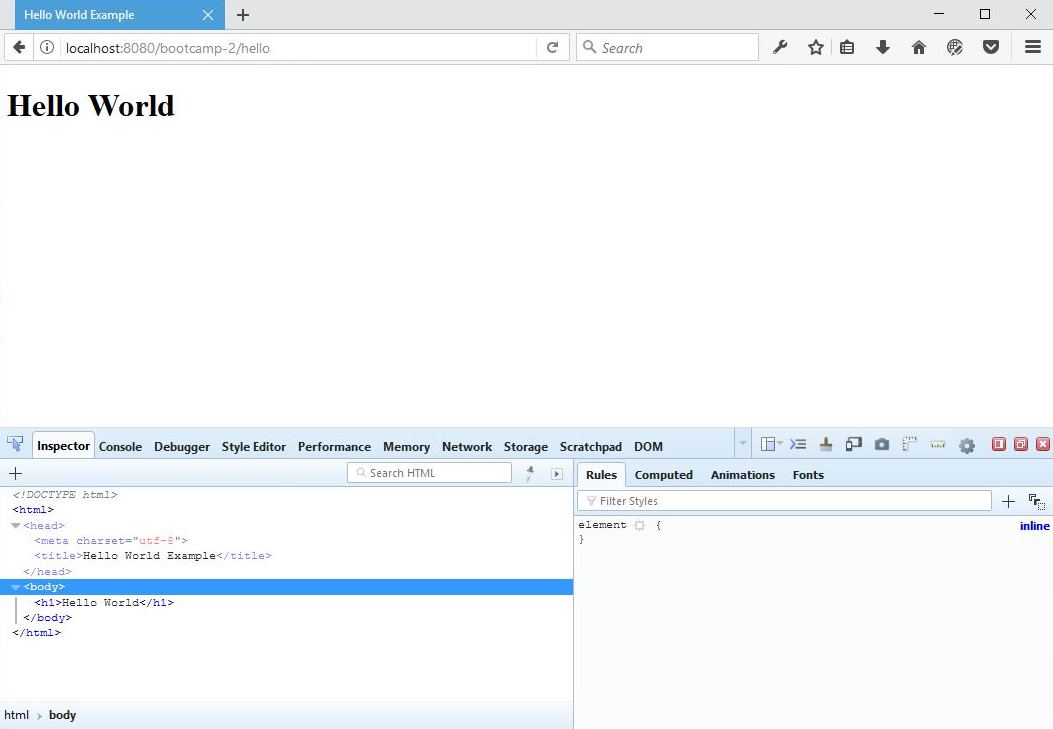 Hello World Example
localhost:8080/bootcamp-2/hello
Search
Hello World
Inspector Console Debugger Style Editor Performance Memory Network Storage Scratchpad DOM
Search HTML
Rules Computed Animations Fonts
Filter Styles
<!DOCTYPE html>
<html>
<head>
<meta charset="utf-8">
<title>Hello World Example</title>
</head>
<body>
<h1>Hello World</h1>
</body>
</html>
element {
inline
}
html > body